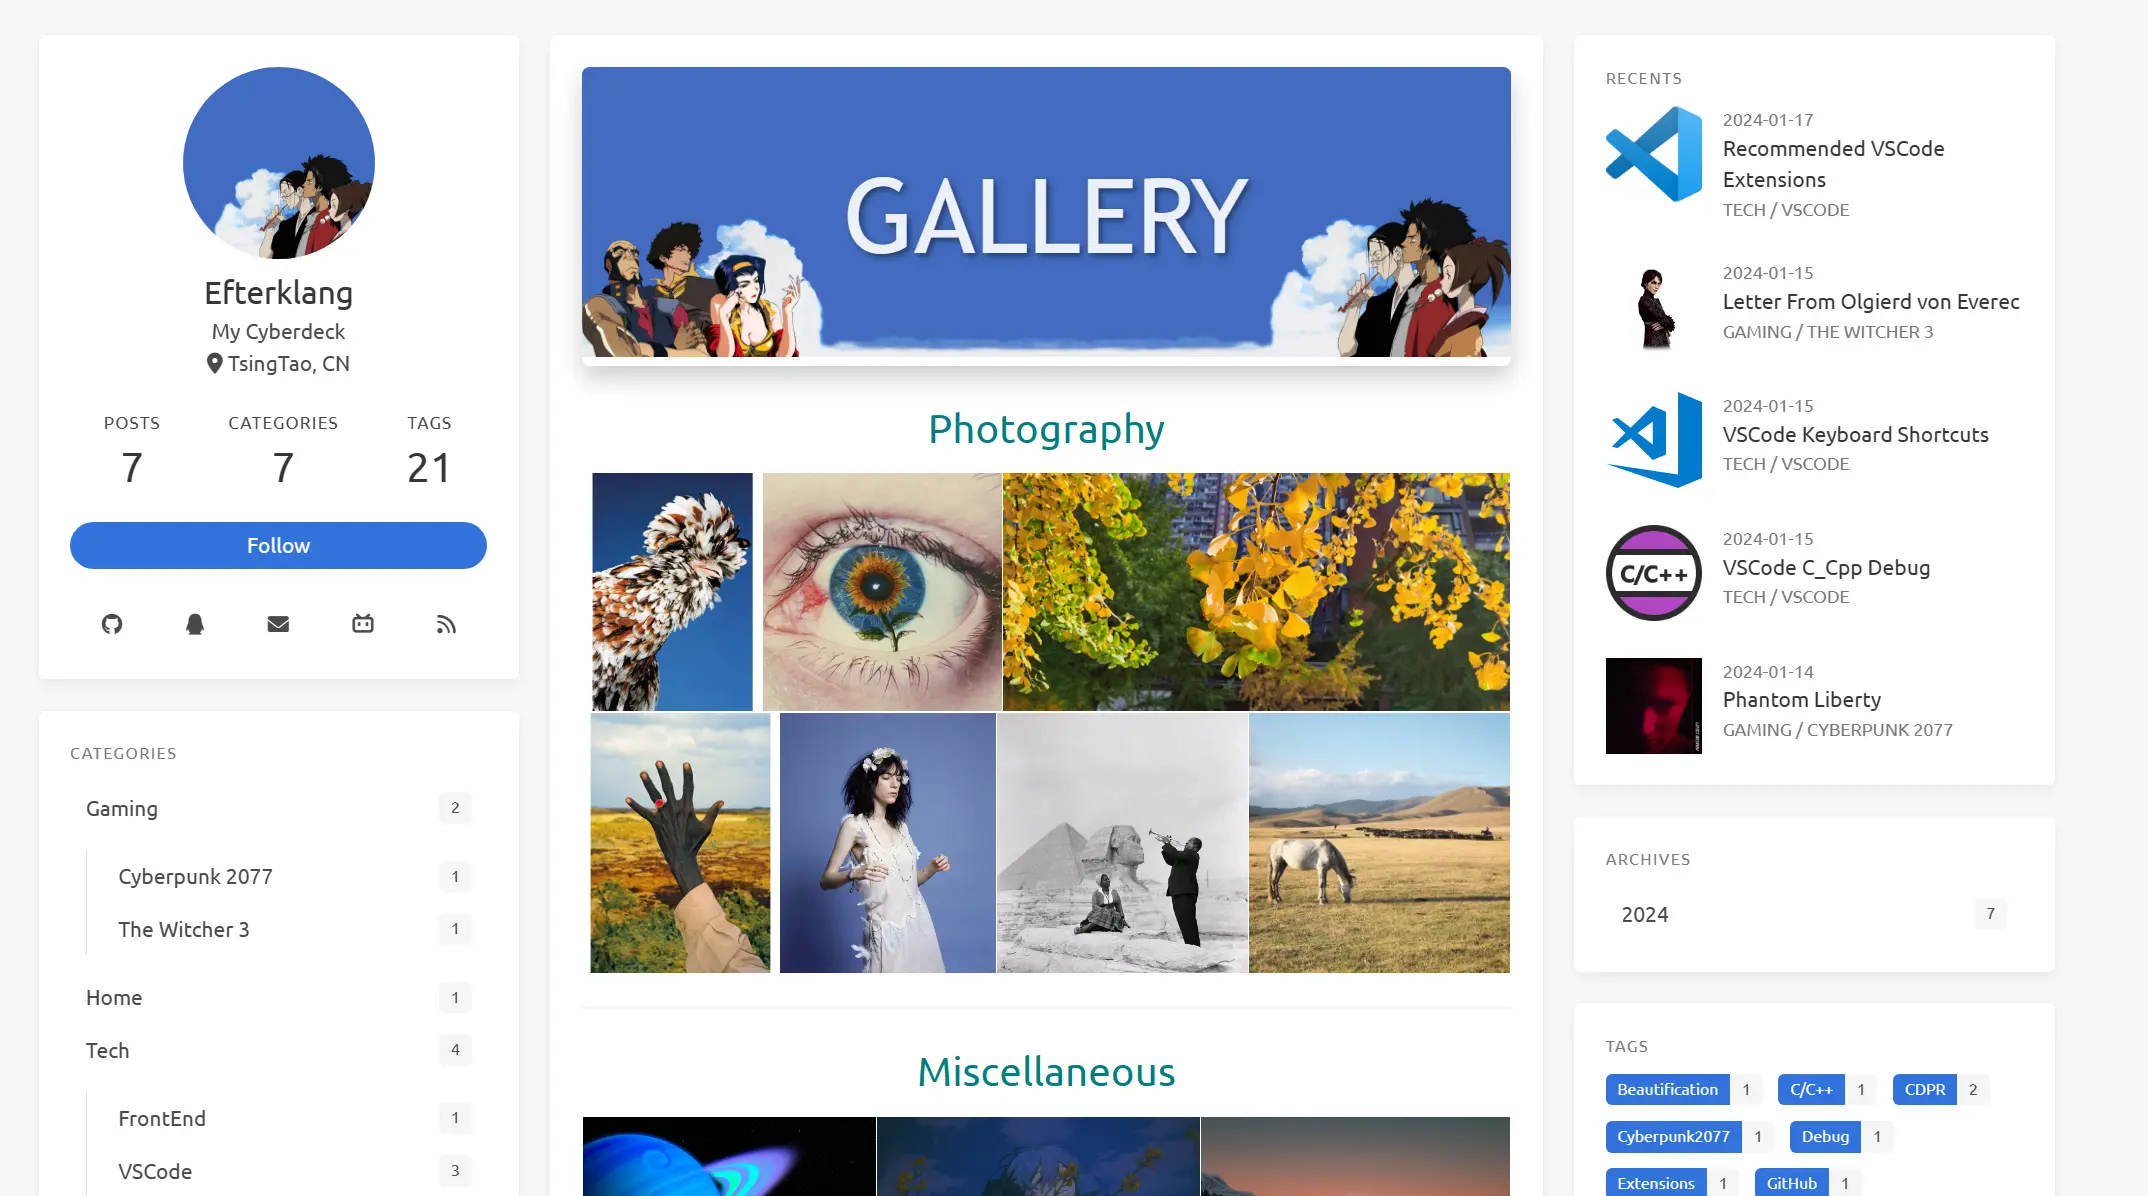 Efterklang
My Cyberdeck
TsingTao, CN
POSTS
7
CATEGORIES
7
TAGS
21
Follow
CATEGORIES
Gaming 2
Cyberpunk 2077 1
The Witcher 3 1
Home 1
Tech 4
FrontEnd 1
VSCode 3
GALLERY
Photography
Miscellaneous
RECENTS
2024-01-17
Recommended VSCode
Extensions
TECH / VSCODE
2024-01-15
Letter From Olgierd von Everec
GAMING / THE WITCHER 3
2024-01-15
VSCode Keyboard Shortcuts
TECH / VSCODE
C/C++
2024-01-15
VSCode C_Cpp Debug
TECH / VSCODE
2024-01-14
Phantom Liberty
GAMING / CYBERPUNK 2077
ARCHIVES
2024 7
TAGS
Beautification 1 C/C++ 1 CDPR 2
Cyberpunk2077 1 Debug 1
Extensions 1 GitHub 1